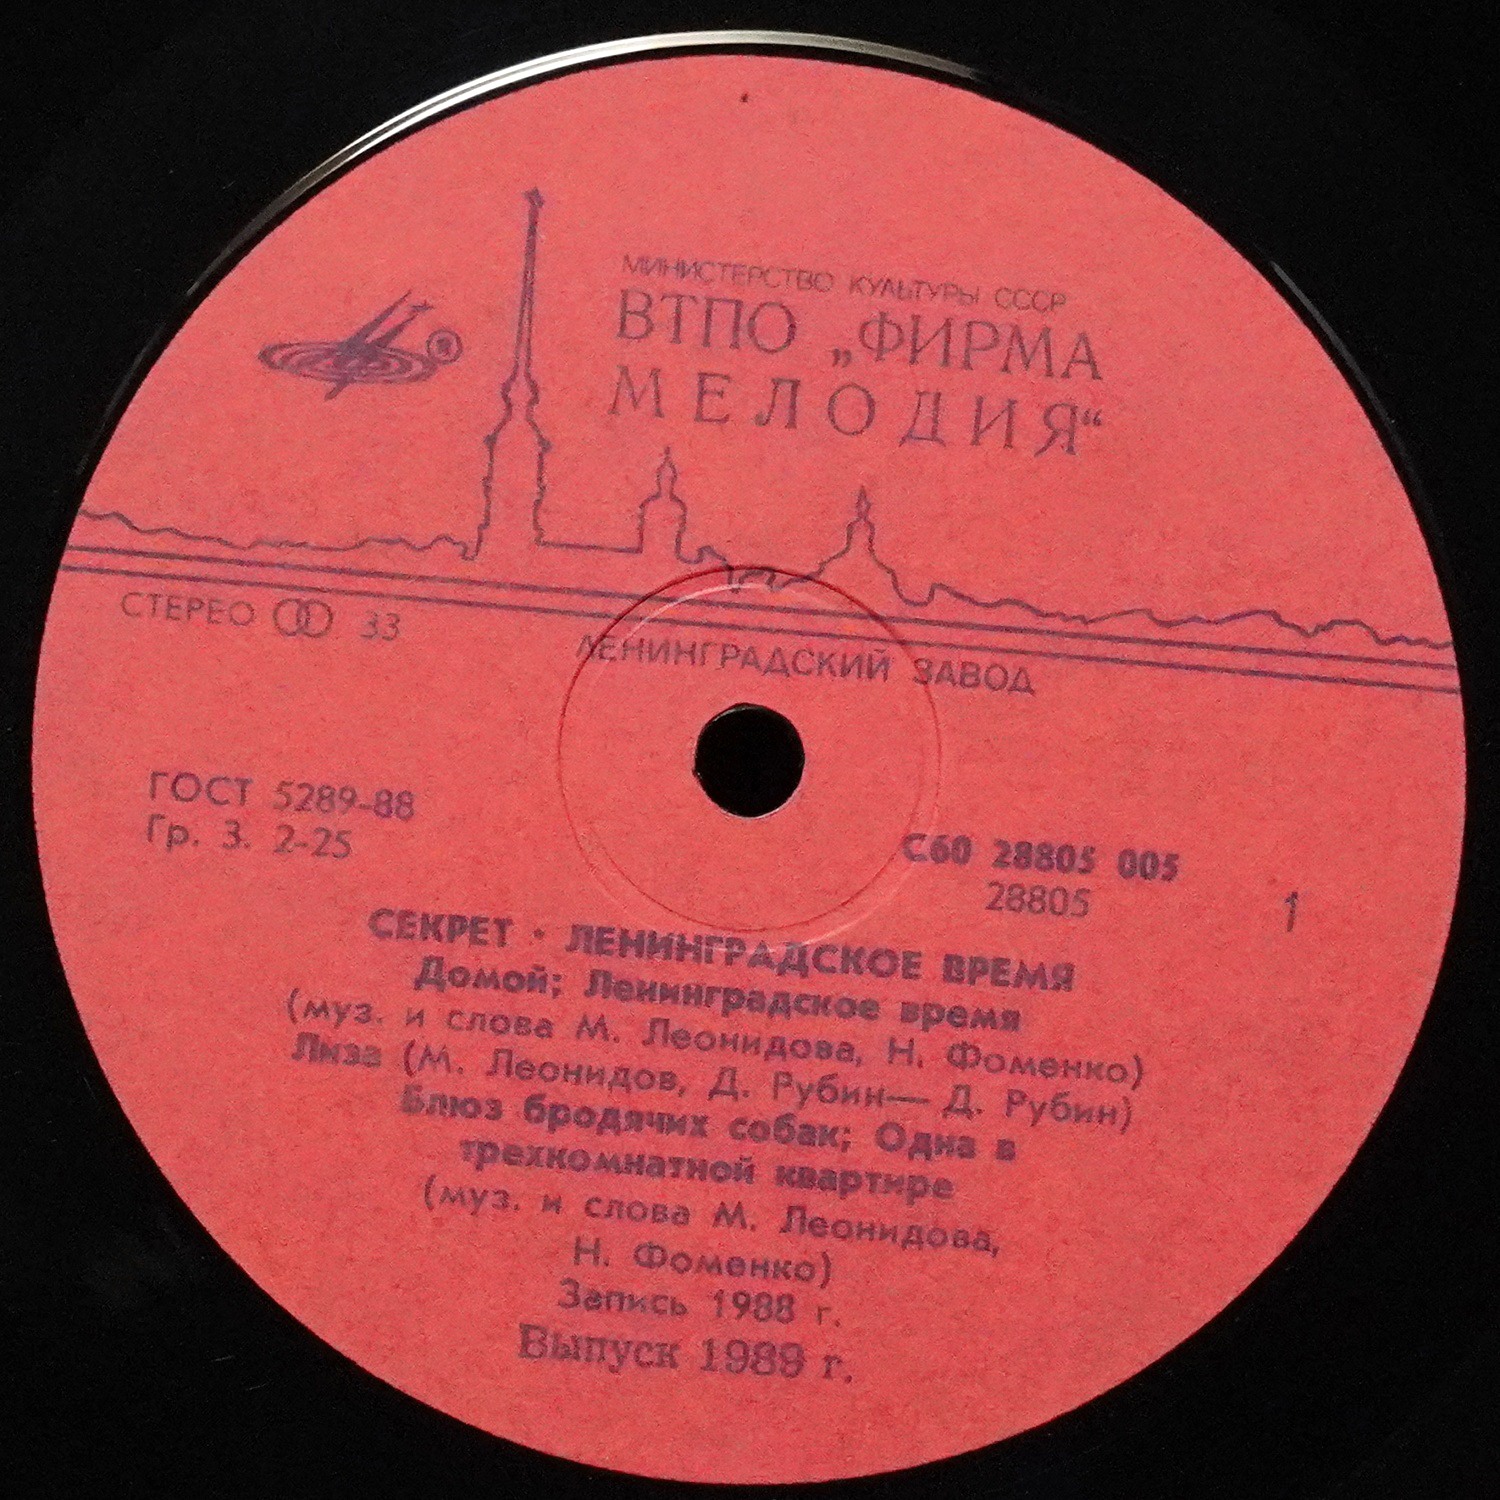 МИНИСТЕРСТВО КУЛЬТУРЫ СССР
ВТПО „ФИРМА
МЕЛОДИЯ“
СТЕРЕО 33
ЛЕНИНГРАДСКИЙ ЗАВОД
ГОСТ 5289-88
Гр. 3. 2-25
С60 28805 005
28805
1
СЕКРЕТ · ЛЕНИНГРАДСКОЕ ВРЕМЯ
Домой; Ленинградское время
(муз. и слова М. Леонидова, Н. Фоменко)
Лиза (М. Леонидов, Д. Рубин— Д. Рубин)
Блюз бродячих собак; Одна в
трехкомнатной квартире
(муз. и слова М. Леонидова,
Н. Фоменко)
Запись 1988 г.
Выпуск 1989 г.